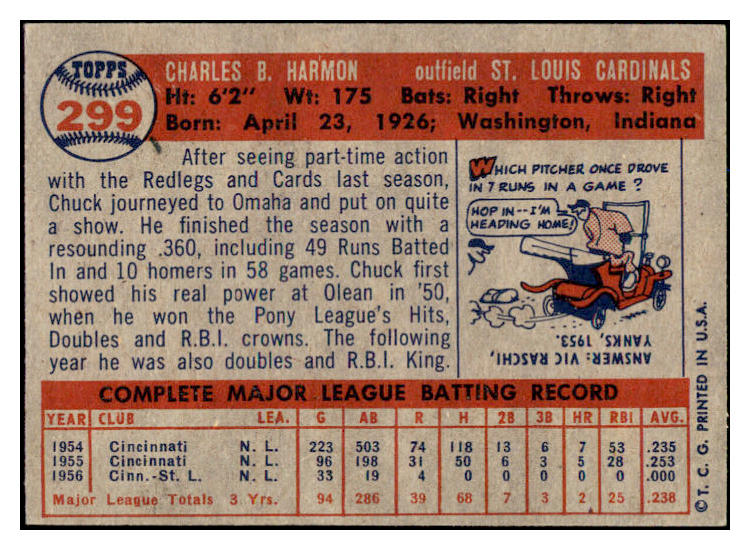 TOPPS
299
CHARLES B. HARMON outfield ST. LOUIS CARDINALS
Ht: 6'2" Wt: 175 Bats: Right Throws: Right
Born: April 23, 1926; Washington, Indiana
After seeing part-time action
with the Redlegs and Cards last season,
Chuck journeyed to Omaha and put on quite
a show. He finished the season with a
resounding .360, including 49 Runs Batted
In and 10 homers in 58 games. Chuck first
showed his real power at Olean in '50,
when he won the Pony League's Hits,
Doubles and R.B.I. crowns. The following
year he was also doubles and R.B.I. King.
WHICH PITCHER ONCE DROVE
IN 7 RUNS IN A GAME?
HOP IN--I'M
HEADING HOME!
ANSWER: VIC RASCHI,
YANKS, 1953.
COMPLETE MAJOR LEAGUE BATTING RECORD
YEAR CLUB LEA. G AB R H 2B 3B HR RBI AVG.
1954 Cincinnati N. L. 223 503 74 118 13 6 7 53 .235
1955 Cincinnati N. L. 96 198 31 50 6 3 5 28 .253
1956 Cinn.-St. L. N. L. 33 19 4 0 0 0 0 0 .000
Major League Totals 3 Yrs. 94 286 39 68 7 3 2 25 .238
© T. C. G. PRINTED IN U.S.A.